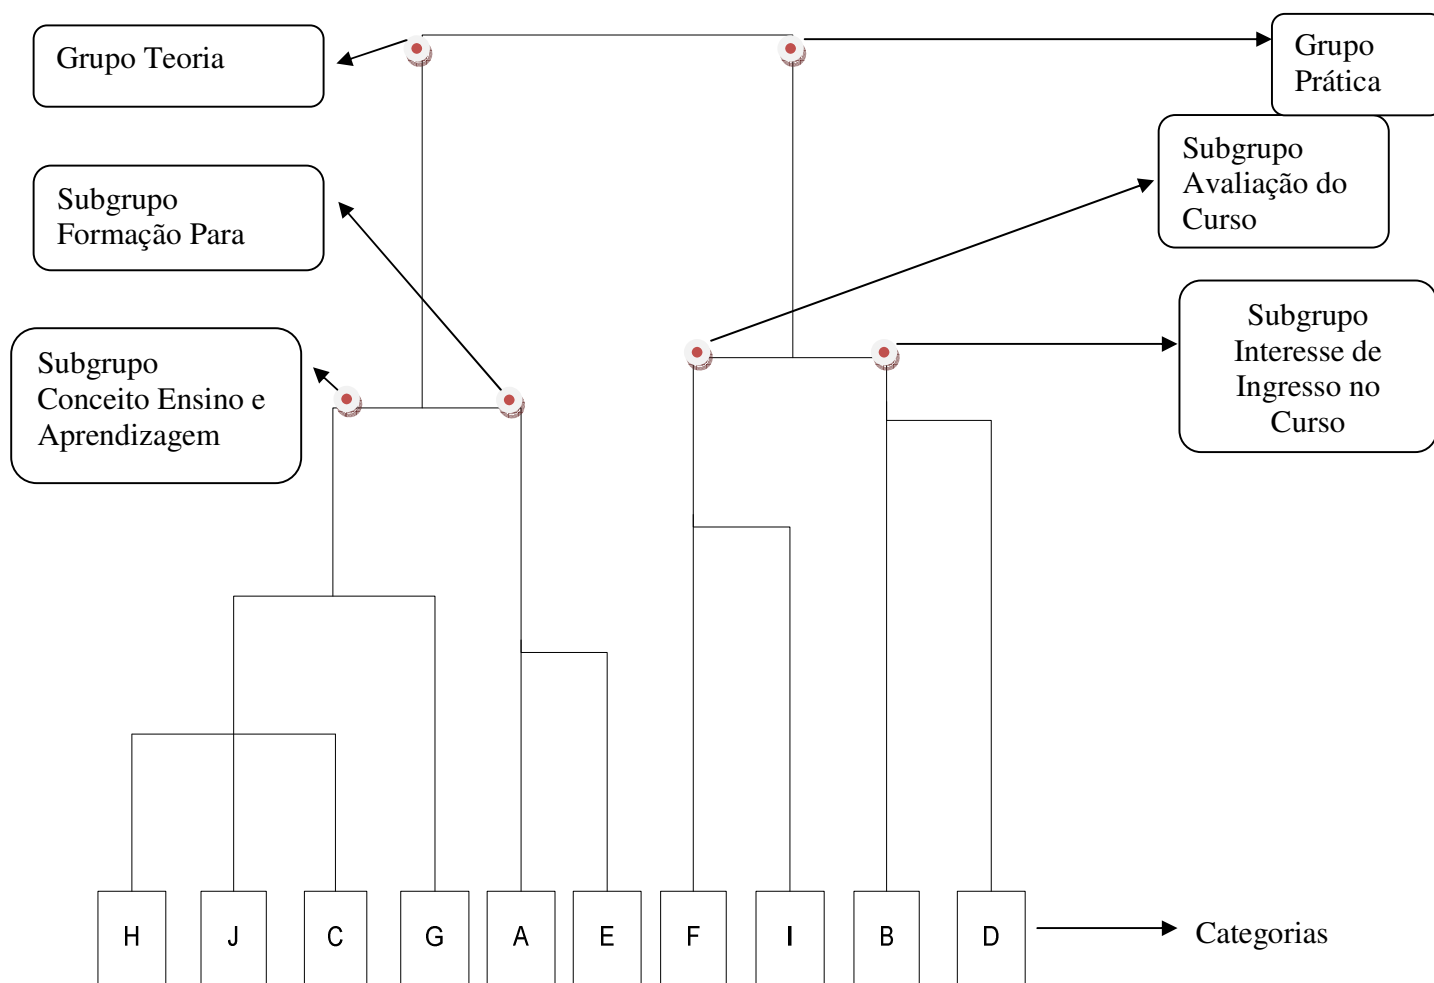 Grupo Teoria
Grupo
Prática
Subgrupo
Avaliação do
Curso
Subgrupo
Formação Para
Subgrupo
Interesse de
Ingresso no
Curso
Subgrupo
Conceito Ensino e
Aprendizagem
H J C G A E F I B D
Categorias